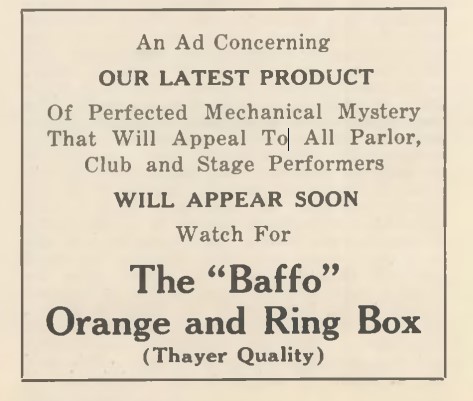 An Ad Concerning
OUR LATEST PRODUCT
Of Perfected Mechanical Mystery
That Will Appeal To All Parlor,
Club and Stage Performers
WILL APPEAR SOON
Watch For
The “Baffo”
Orange and Ring Box
(Thayer Quality)